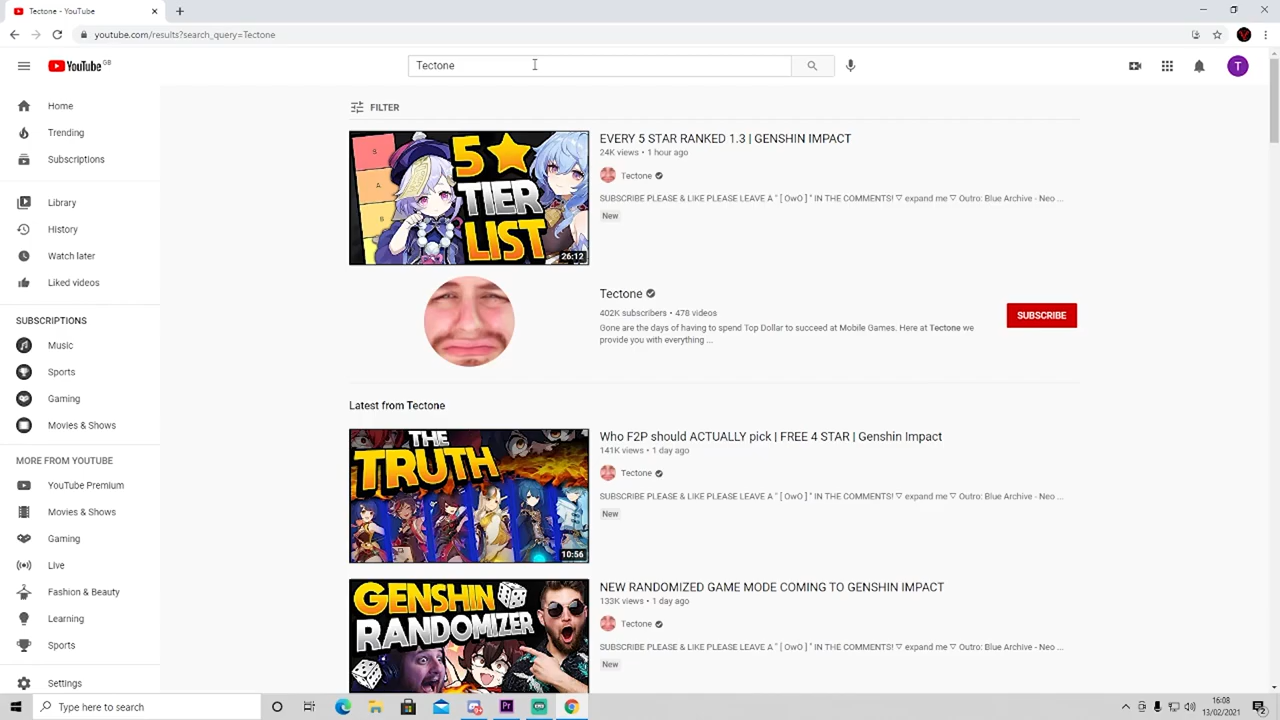 Tectone - YouTube
youtube.com/results?search_query=Tectone
YouTube GB
Tectone
T
Home
Trending
Subscriptions
Library
History
Watch later
Liked videos
SUBSCRIPTIONS
Music
Sports
Gaming
Movies & Shows
MORE FROM YOUTUBE
YouTube Premium
Movies & Shows
Gaming
Live
Fashion & Beauty
Learning
Sports
Settings
FILTER
S
A
B
5
TIER
LIST
26:12
EVERY 5 STAR RANKED 1.3 | GENSHIN IMPACT
24K views • 1 hour ago
Tectone
SUBSCRIBE PLEASE & LIKE PLEASE LEAVE A " [ OwO ] " IN THE COMMENTS! ▽ expand me ▽ Outro: Blue Archive - Neo ...
New
Tectone
402K subscribers • 478 videos
Gone are the days of having to spend Top Dollar to succeed at Mobile Games. Here at Tectone we
provide you with everything ...
SUBSCRIBE
Latest from Tectone
THE
TRUTH
10:56
Who F2P should ACTUALLY pick | FREE 4 STAR | Genshin Impact
141K views • 1 day ago
Tectone
SUBSCRIBE PLEASE & LIKE PLEASE LEAVE A " [ OwO ] " IN THE COMMENTS! ▽ expand me ▽ Outro: Blue Archive - Neo ...
New
GENSHIN
RANDOMIZER
NEW RANDOMIZED GAME MODE COMING TO GENSHIN IMPACT
133K views • 1 day ago
Tectone
SUBSCRIBE PLEASE & LIKE PLEASE LEAVE A " [ OwO ] " IN THE COMMENTS! ▽ expand me ▽ Outro: Blue Archive - Neo ...
New
Type here to search
Pr
16:08
13/02/2021
2